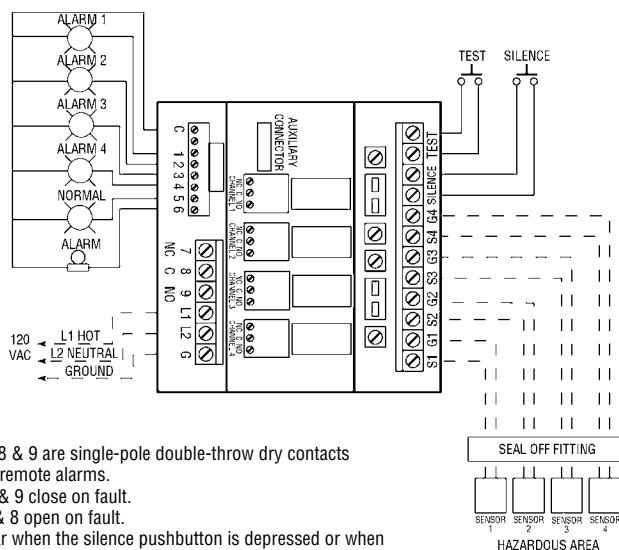 ALARM 1
ALARM 2
ALARM 3
ALARM 4
NORMAL
ALARM
TEST SILENCE
C
1
2
3
4
5
6
NC 7
C 8
NO 9
L1
L2
G
AUXILIARY
CONNECTOR
NC C NO
CHANNEL 1
NC C NO
CHANNEL 2
NC C NO
CHANNEL 3
NC C NO
CHANNEL 4
TEST
SILENCE
G4
S4
G3
S3
G2
S2
G1
S1
120
VAC
L1 HOT
L2 NEUTRAL
GROUND
SEAL OFF FITTING
SENSOR
1
SENSOR
2
SENSOR
3
SENSOR
4
HAZARDOUS AREA
8 & 9 are single-pole double-throw dry contacts
remote alarms.
& 9 close on fault.
& 8 open on fault.
when the silence pushbutton is depressed or when